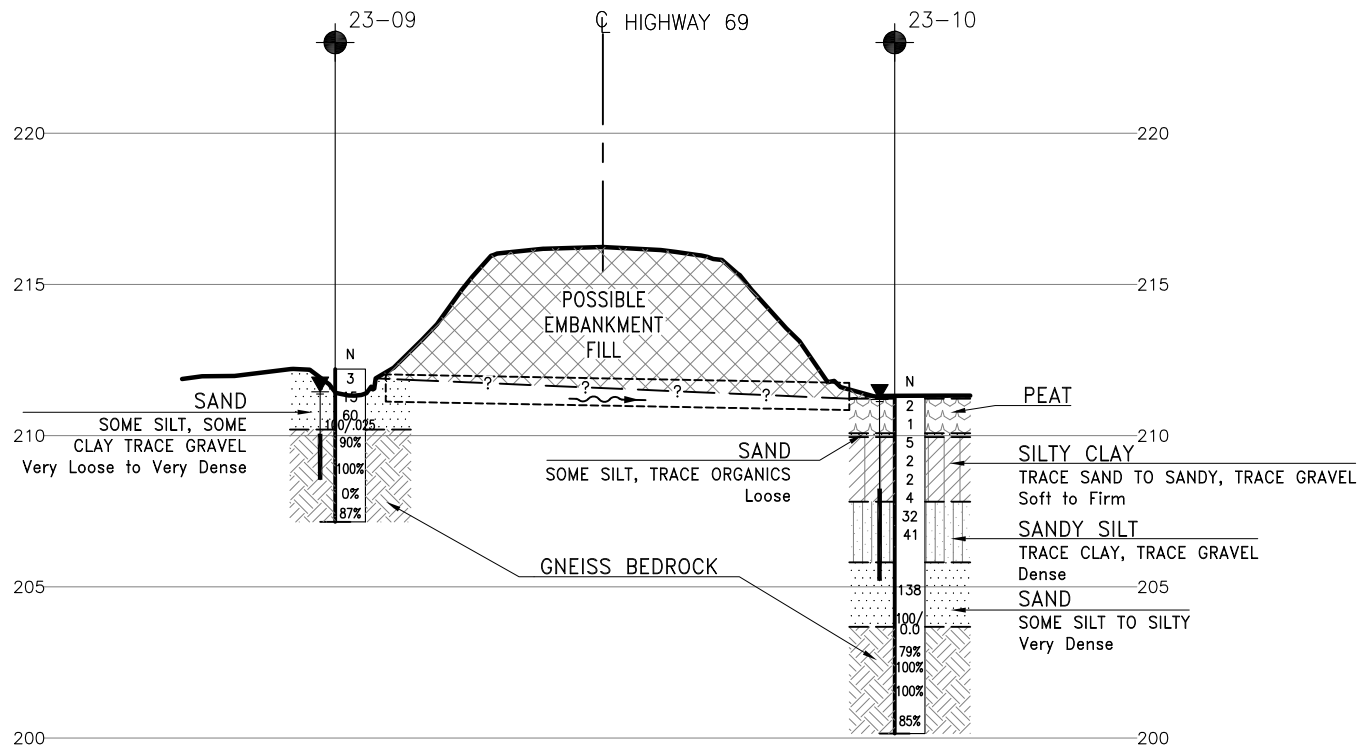 23-09
℄ HIGHWAY 69
23-10
220
220
215
215
POSSIBLE
EMBANKMENT
FILL
N
3
15
60
100/.025
90%
100%
0%
87%
SAND
SOME SILT, SOME
CLAY TRACE GRAVEL
Very Loose to Very Dense
210
? ? ? ?
SAND
SOME SILT, TRACE ORGANICS
Loose
GNEISS BEDROCK
N
2
1
5
2
2
4
32
41
138
100/
0.0
79%
100%
100%
85%
PEAT
210
SILTY CLAY
TRACE SAND TO SANDY, TRACE GRAVEL
Soft to Firm
SANDY SILT
TRACE CLAY, TRACE GRAVEL
Dense
205
205
SAND
SOME SILT TO SILTY
Very Dense
200
200